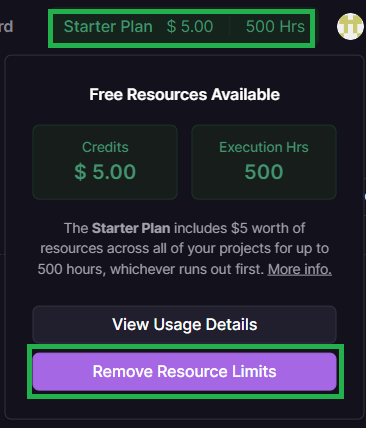 rd Starter Plan $ 5.00 500 Hrs
Free Resources Available
Credits Execution Hrs
$ 5.00 500
The Starter Plan includes $5 worth of
resources across all of your projects for up to
500 hours, whichever runs out first. More info.
View Usage Details
Remove Resource Limits